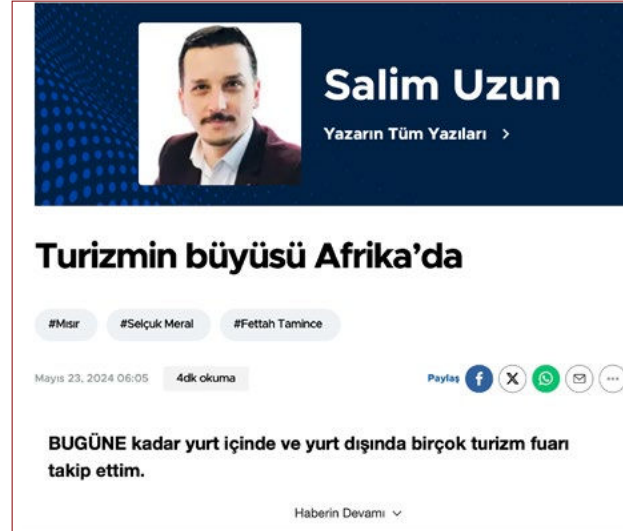 Salim Uzun
Yazarın Tüm Yazıları >
Turizmin büyüsü Afrika’da
#Mısır #Selçuk Meral #Fettah Tamince
Mayıs 23, 2024 06:05 4dk okuma Paylaş
BUGÜNE kadar yurt içinde ve yurt dışında birçok turizm fuarı
takip ettim.
Haberin Devamı